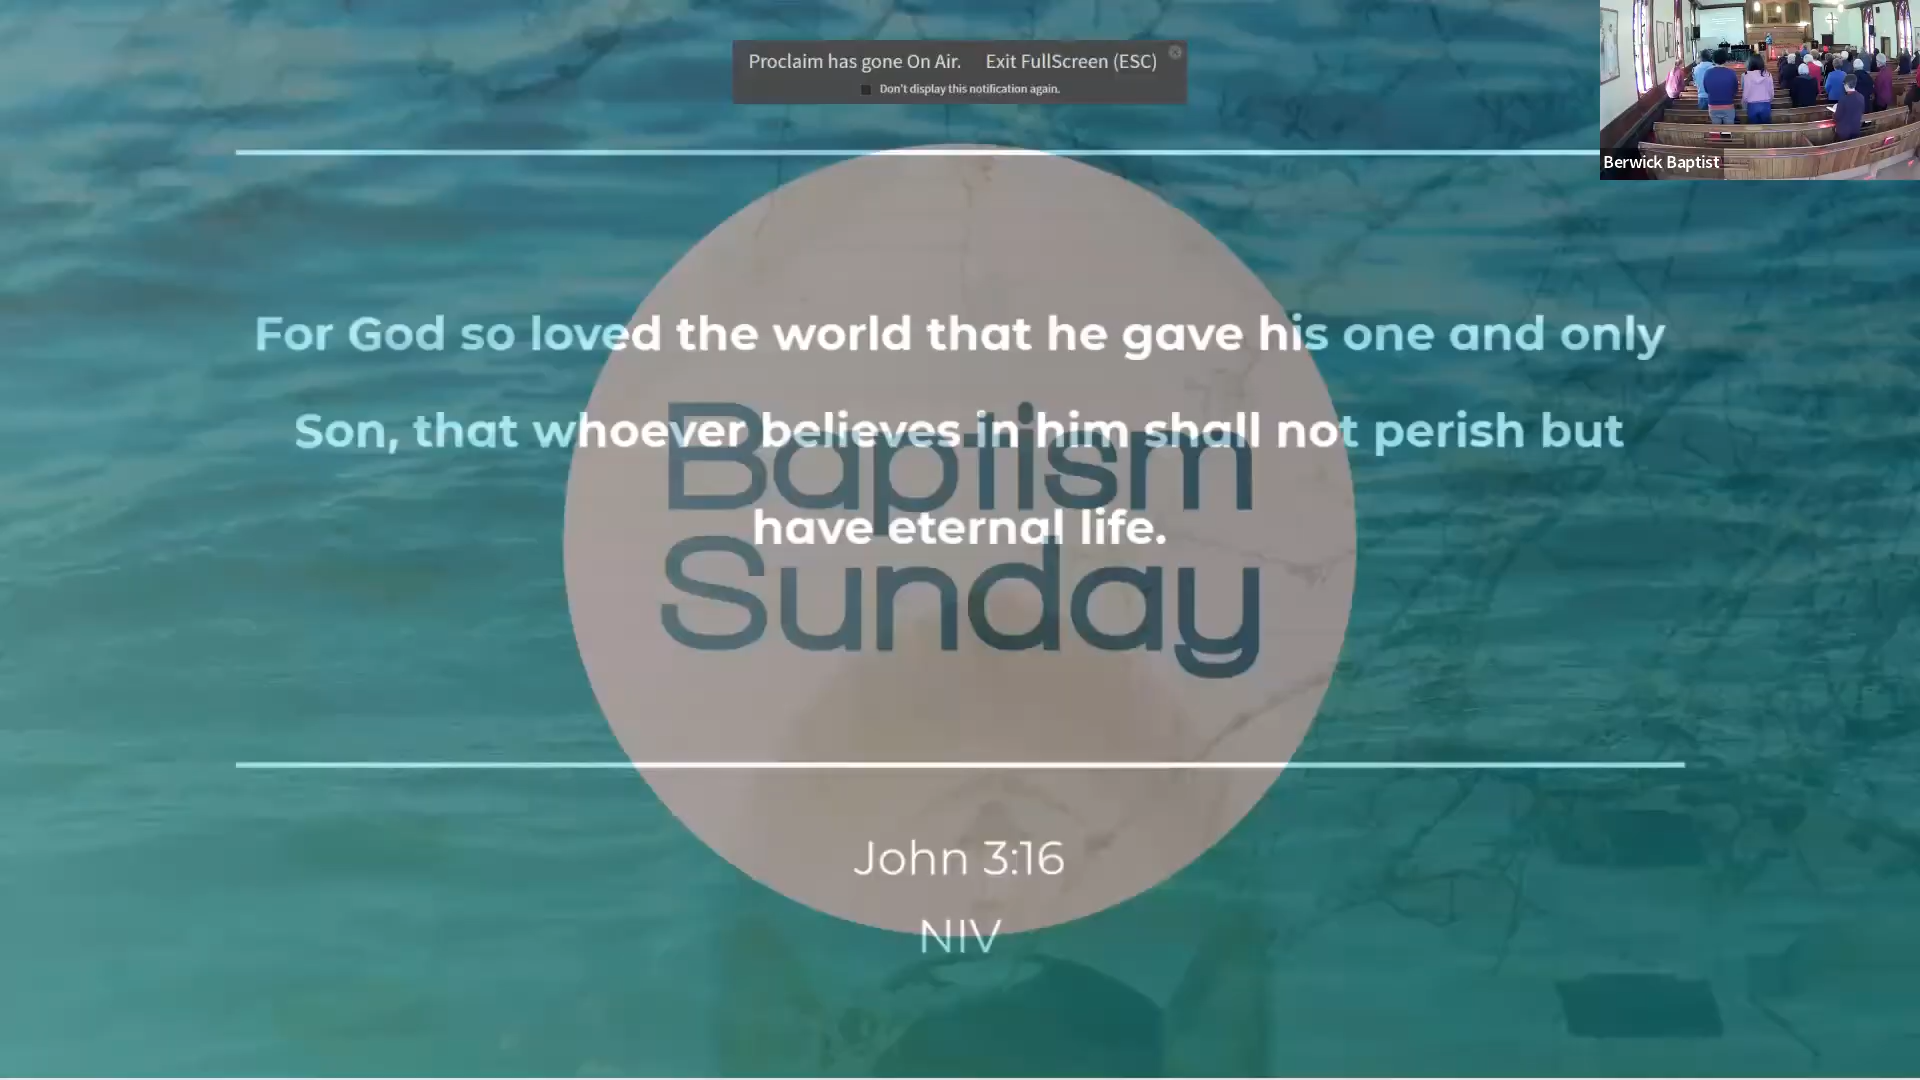 Proclaim has gone On Air. Exit FullScreen (ESC)
Don't display this notification again.
Berwick Baptist
For God so loved the world that he gave his one and only
Son, that whoever believes in him shall not perish but
have eternal life.
Baptism
Sunday
John 3:16
NIV